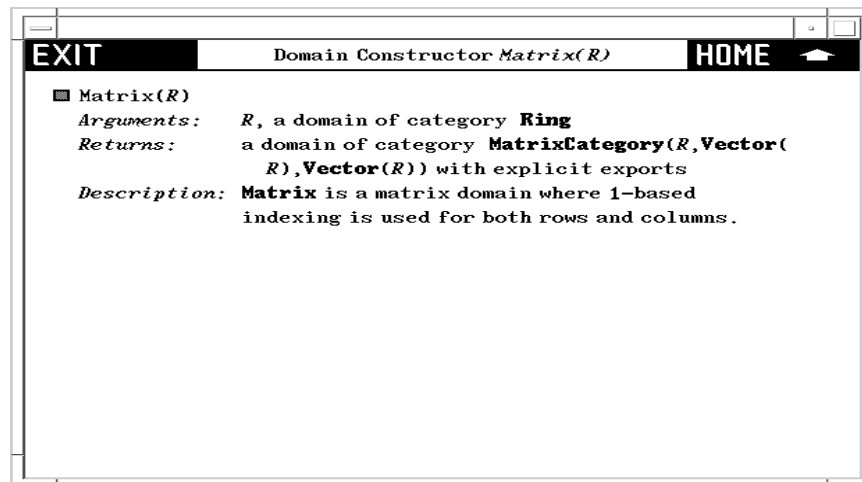 EXIT Domain Constructor Matrix(R) HOME
Matrix(R)
Arguments: R, a domain of category Ring
Returns: a domain of category MatrixCategory(R,Vector(
R),Vector(R)) with explicit exports
Description: Matrix is a matrix domain where 1-based
indexing is used for both rows and columns.